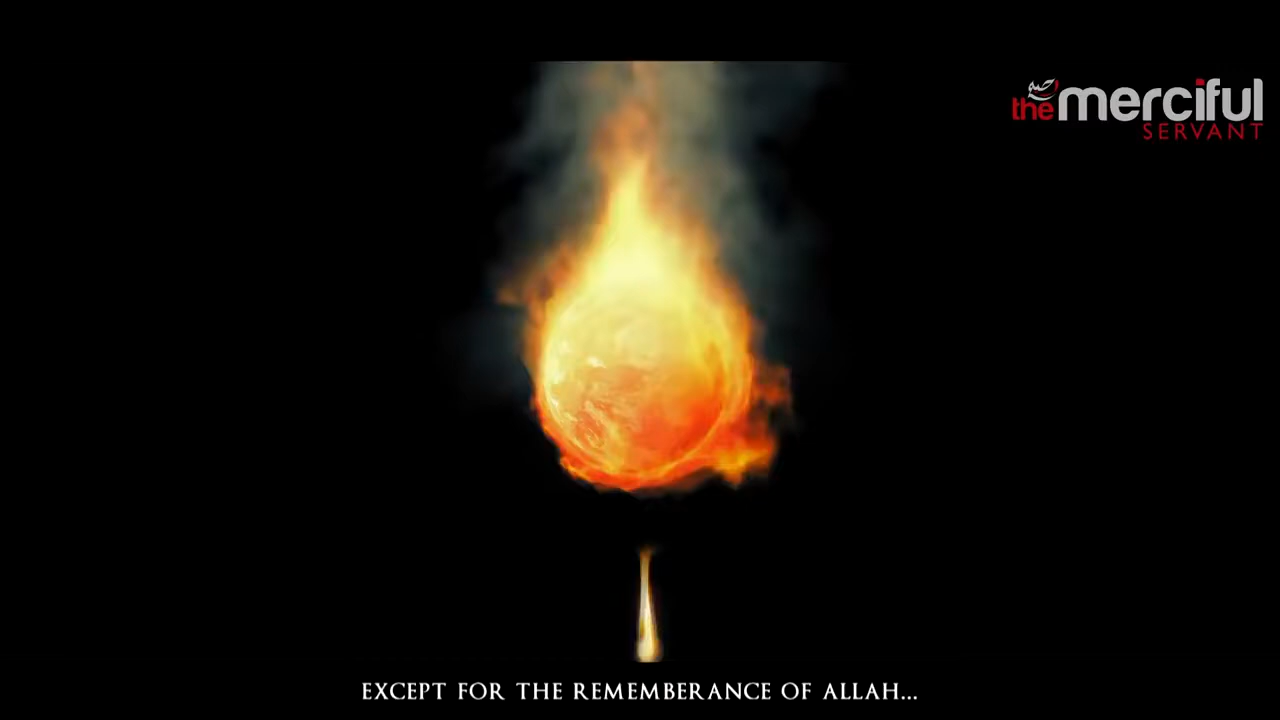 the merciful
SERVANT
EXCEPT FOR THE REMEMBERANCE OF ALLAH...